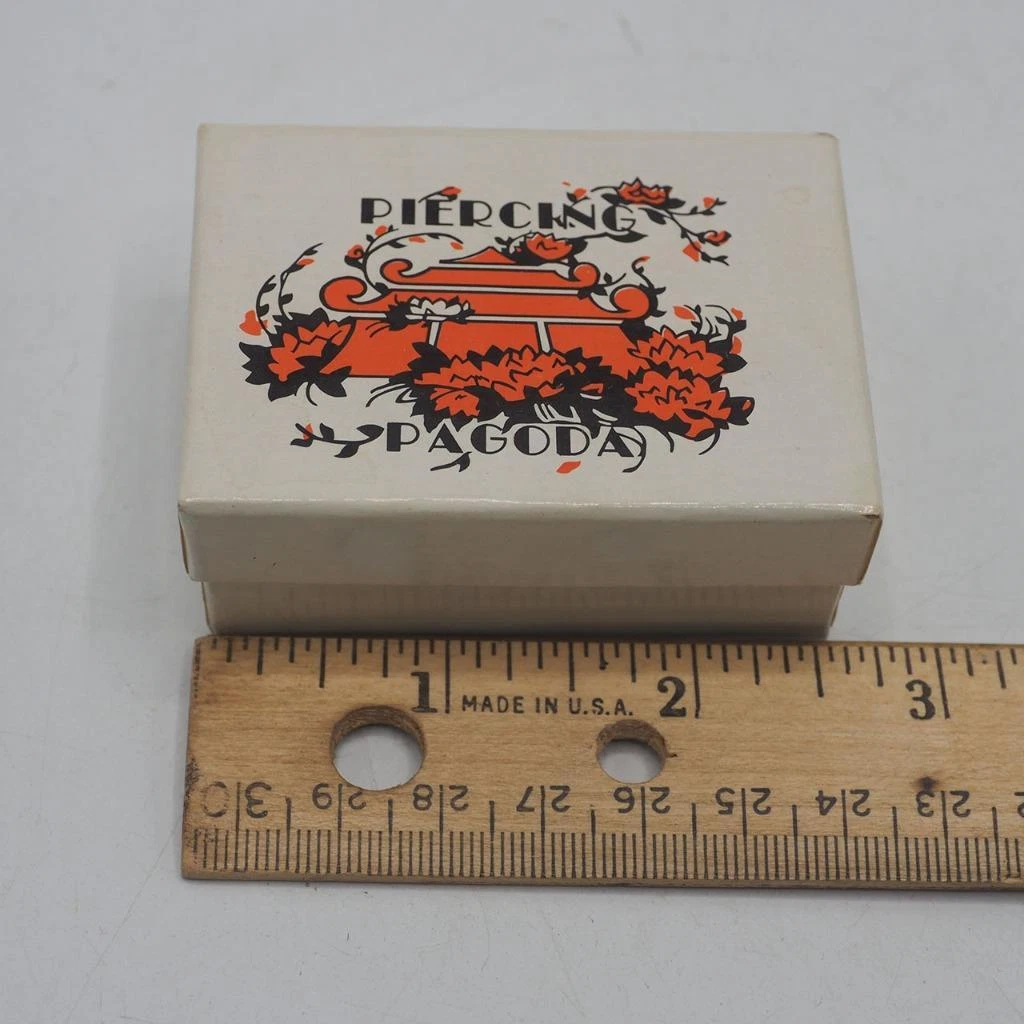 PIERCING
PAGODA
1 MADE IN U.S.A. 2 3
30 29 28 27 26 25 24 23